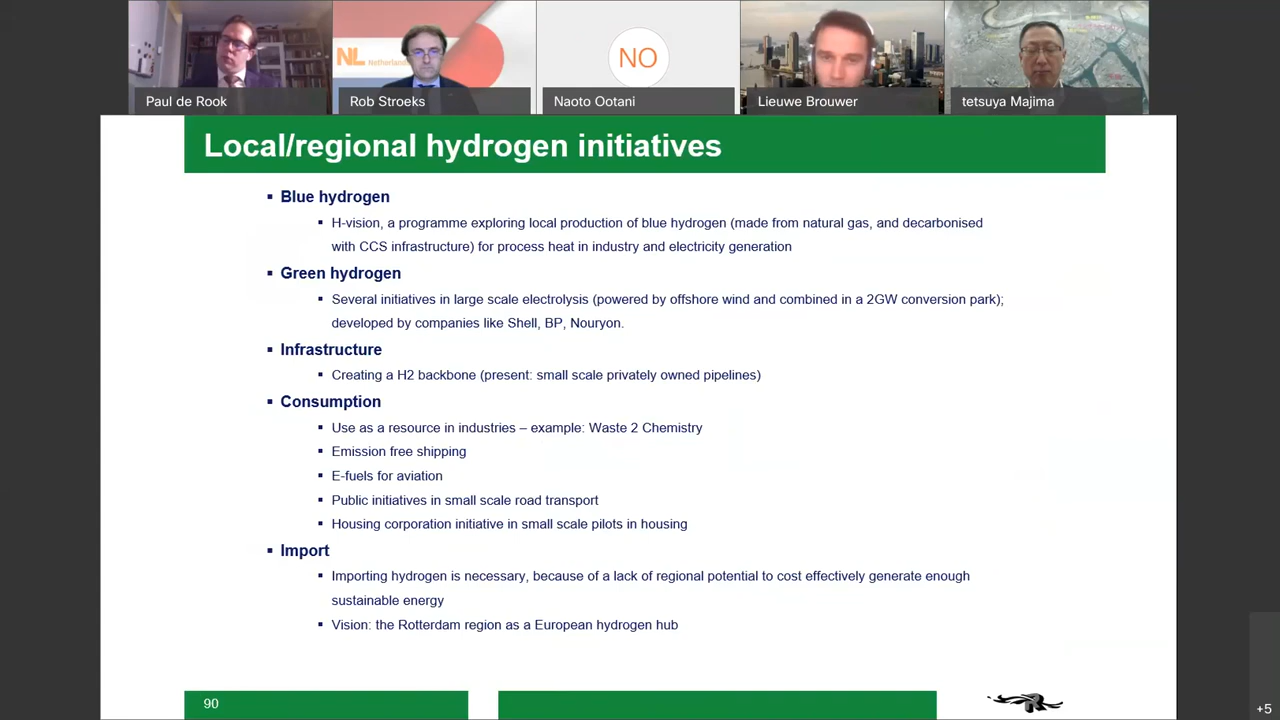 NL Netherlands
NO
Paul de Rook
Rob Stroeks
Naoto Ootani
Lieuwe Brouwer
tetsuya Majima
Local/regional hydrogen initiatives
▪ Blue hydrogen
▪ H-vision, a programme exploring local production of blue hydrogen (made from natural gas, and decarbonised
with CCS infrastructure) for process heat in industry and electricity generation
▪ Green hydrogen
▪ Several initiatives in large scale electrolysis (powered by offshore wind and combined in a 2GW conversion park);
developed by companies like Shell, BP, Nouryon.
▪ Infrastructure
▪ Creating a H2 backbone (present: small scale privately owned pipelines)
▪ Consumption
▪ Use as a resource in industries – example: Waste 2 Chemistry
▪ Emission free shipping
▪ E-fuels for aviation
▪ Public initiatives in small scale road transport
▪ Housing corporation initiative in small scale pilots in housing
▪ Import
▪ Importing hydrogen is necessary, because of a lack of regional potential to cost effectively generate enough
sustainable energy
▪ Vision: the Rotterdam region as a European hydrogen hub
90
R
+5